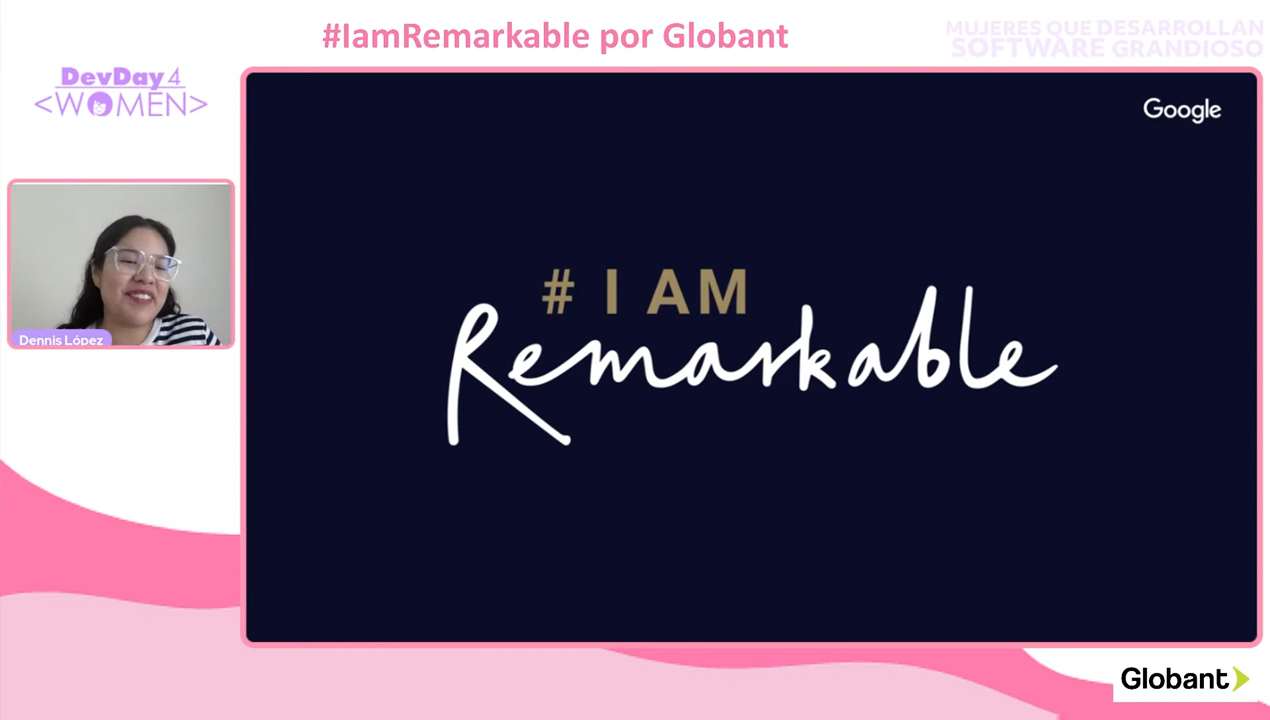 #IamRemarkable por Globant
MUJERES QUE DESARROLLAN
SOFTWARE GRANDIOSO
DevDay4
<WOMEN>
Google
# I AM
Remarkable
Dennis López
Globant